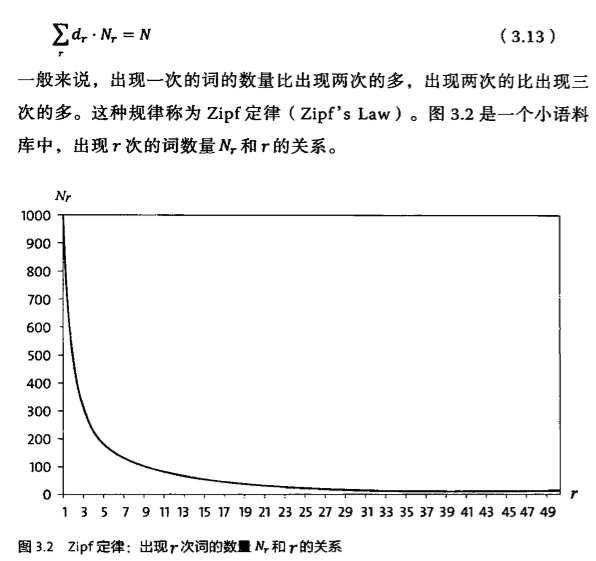 ∑r dr · Nr = N （3.13）
一般来说，出现一次的词的数量比出现两次的多，出现两次的比出现三
次的多。这种规律称为 Zipf 定律（Zipf's Law）。图 3.2 是一个小语料
库中，出现 r 次的词数量 Nr 和 r 的关系。
Nr
1000
900
800
700
600
500
400
300
200
100
0
1 3 5 7 9 11 13 15 17 19 21 23 25 27 29 31 33 35 37 39 41 43 45 47 49 r
图 3.2 Zipf 定律：出现 r 次词的数量 Nr 和 r 的关系